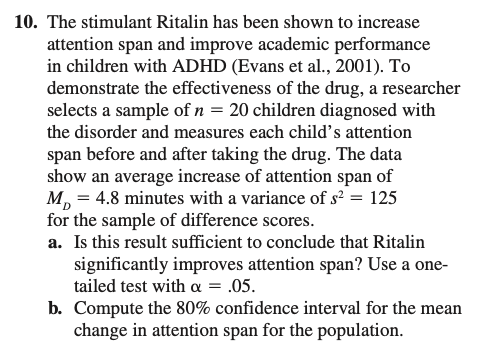 10. The stimulant Ritalin has been shown to increase
attention span and improve academic performance
in children with ADHD (Evans et al., 2001). To
demonstrate the effectiveness of the drug, a researcher
selects a sample of n = 20 children diagnosed with
the disorder and measures each child's attention
span before and after taking the drug. The data
show an average increase of attention span of
M_D = 4.8 minutes with a variance of s² = 125
for the sample of difference scores.
a. Is this result sufficient to conclude that Ritalin
significantly improves attention span? Use a one-
tailed test with α = .05.
b. Compute the 80% confidence interval for the mean
change in attention span for the population.